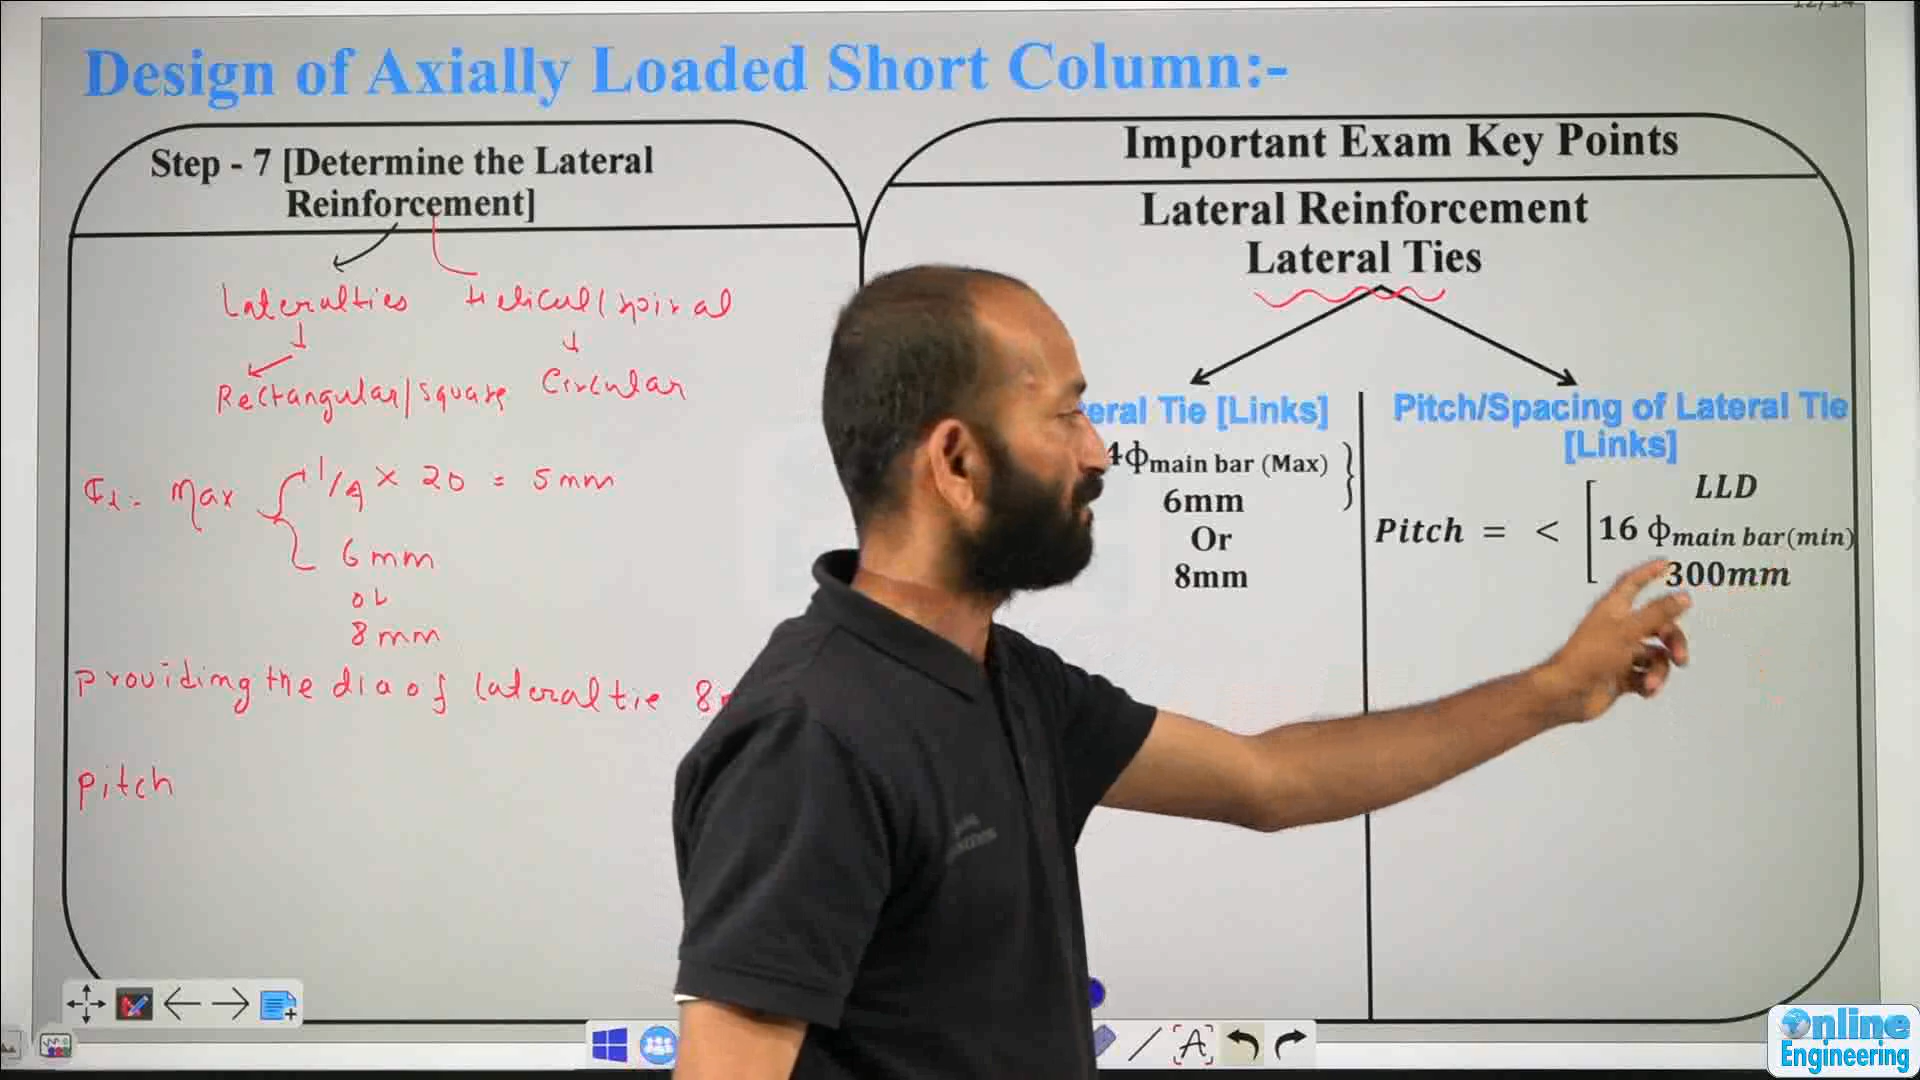 Design of Axially Loaded Short Column:-
Step - 7 [Determine the Lateral
Reinforcement]
Lateralties Helical/spiral
Rectangular/square Circular
Max 1/4 × 20 = 5mm
6mm
or
8mm
providing the dia of lateral tie 8
pitch
Important Exam Key Points
Lateral Reinforcement
Lateral Ties
eral Tie [Links]
4ϕmain bar (Max)
6mm
Or
8mm
Pitch/Spacing of Lateral Tie
[Links]
LLD
Pitch = < 16 ϕmain bar(min)
300mm
Online
Engineering